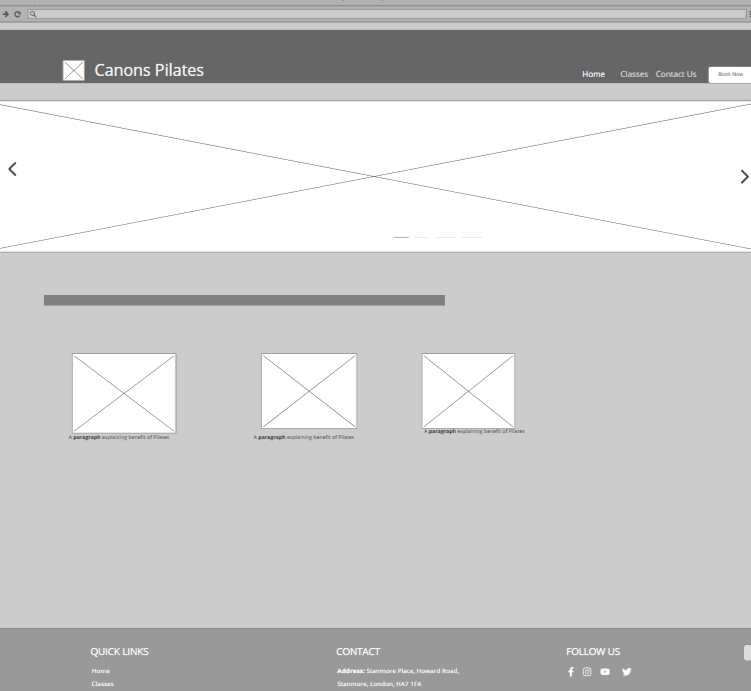 Canons Pilates
Home Classes Contact Us Book Now
A paragraph explaining benefit of Pilates
A paragraph explaining benefit of Pilates
A paragraph explaining benefit of Pilates
QUICK LINKS
Home
Classes
CONTACT
Address: Stanmore Place, Howard Road,
Stanmore, London, HA7 1FA
FOLLOW US